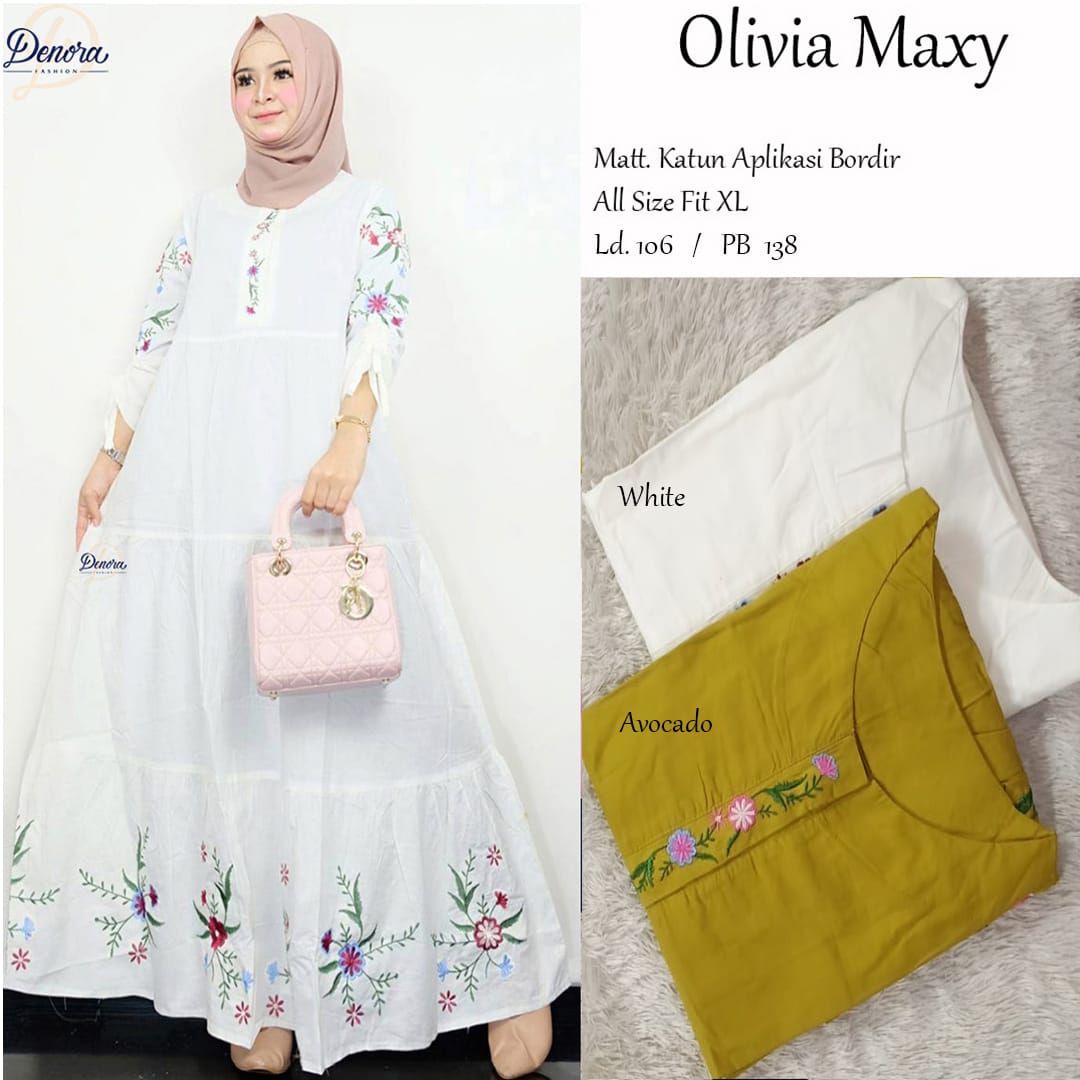 Denora
FASHION
Olivia Maxy
Matt. Katun Aplikasi Bordir
All Size Fit XL
Ld. 106 / PB 138
White
Denora
FASHION
Avocado